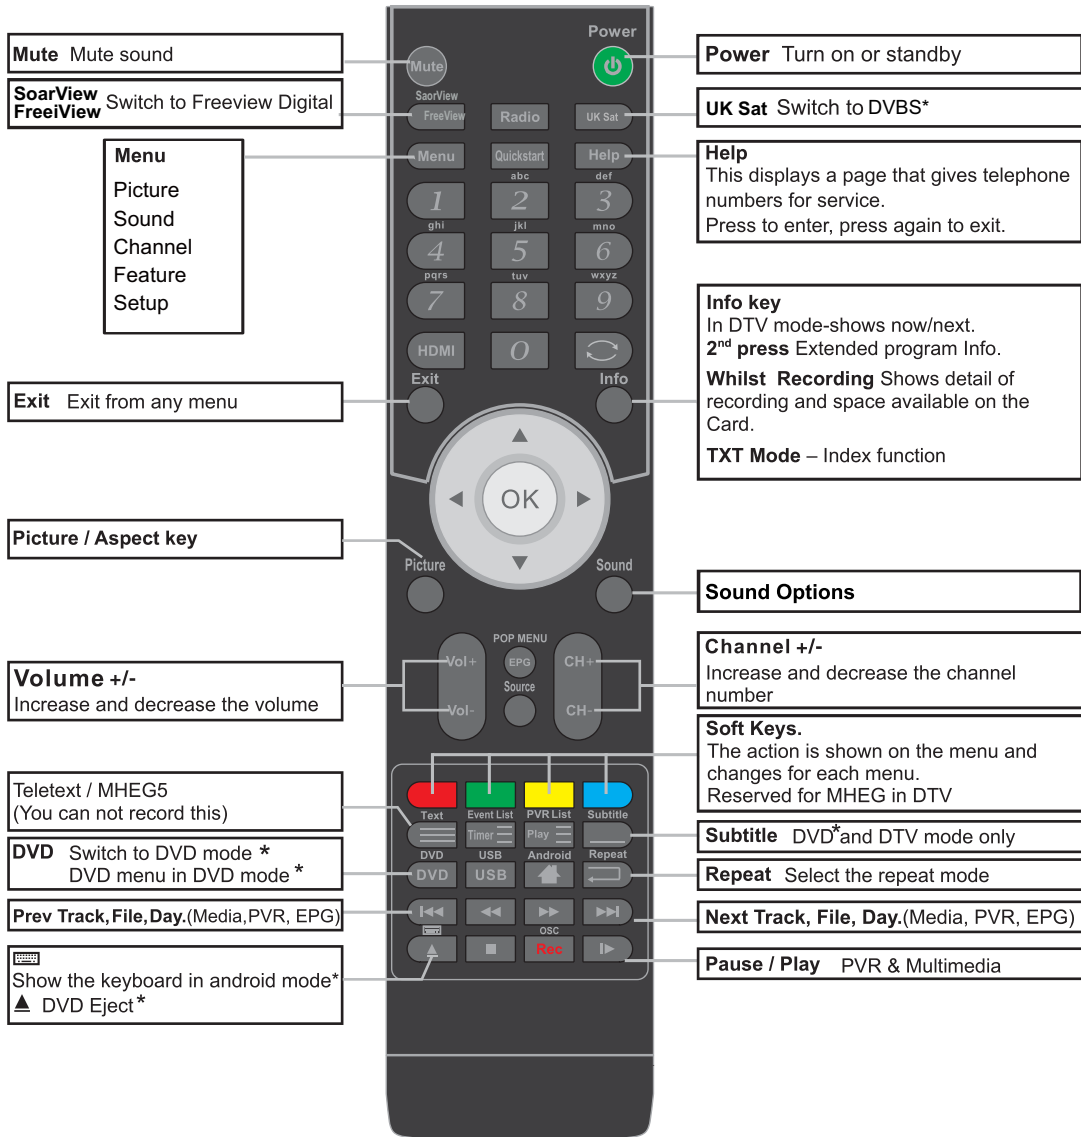 Mute Mute sound
SoarView
FreeiView Switch to Freeview Digital
Menu
Picture
Sound
Channel
Feature
Setup
Exit Exit from any menu
Picture / Aspect key
Volume +/-
Increase and decrease the volume
Teletext / MHEG5
(You can not record this)
DVD Switch to DVD mode *
DVD menu in DVD mode *
Prev Track, File, Day.(Media,PVR, EPG)
Show the keyboard in android mode*
▲ DVD Eject *
Power
Mute
SaorView
FreeView Radio UK Sat
Menu Quickstart Help
abc def
1 2 3
ghi jkl mno
4 5 6
pqrs tuv wxyz
7 8 9
HDMI 0
Exit Info
OK
Picture Sound
POP MENU
Vol+ EPG CH+
Source
Vol- CH-
Text Event List PVR List Subtitle
Timer Play
DVD USB Android Repeat
DVD USB
OSC
Rec
Power Turn on or standby
UK Sat Switch to DVBS*
Help
This displays a page that gives telephone
numbers for service.
Press to enter, press again to exit.
Info key
In DTV mode-shows now/next.
2nd press Extended program Info.
Whilst Recording Shows detail of
recording and space available on the
Card.
TXT Mode – Index function
Sound Options
Channel +/-
Increase and decrease the channel
number
Soft Keys.
The action is shown on the menu and
changes for each menu.
Reserved for MHEG in DTV
Subtitle DVD*and DTV mode only
Repeat Select the repeat mode
Next Track, File, Day.(Media, PVR, EPG)
Pause / Play PVR & Multimedia